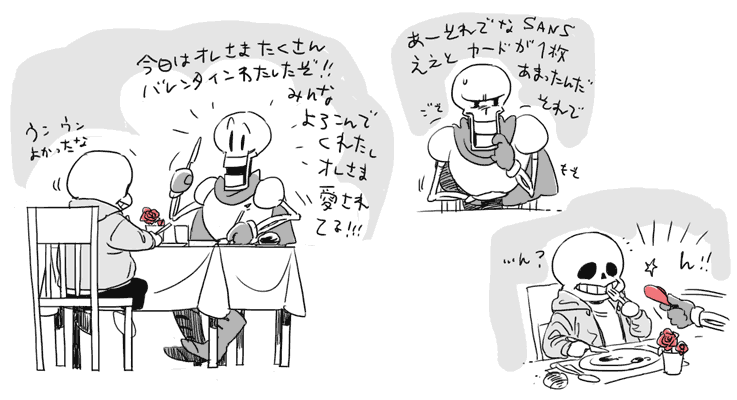 今日はオレさまたくさん
バレンタインわたしたぞ!!
みんな
よろこんで
くれたし
オレさま
愛され
てる!!!
ウンウン
よかったな
あーそれでな SANS
ええと カードが1枚
あまったんだ
それで
ごそ
もそ
…ん?
ん!!